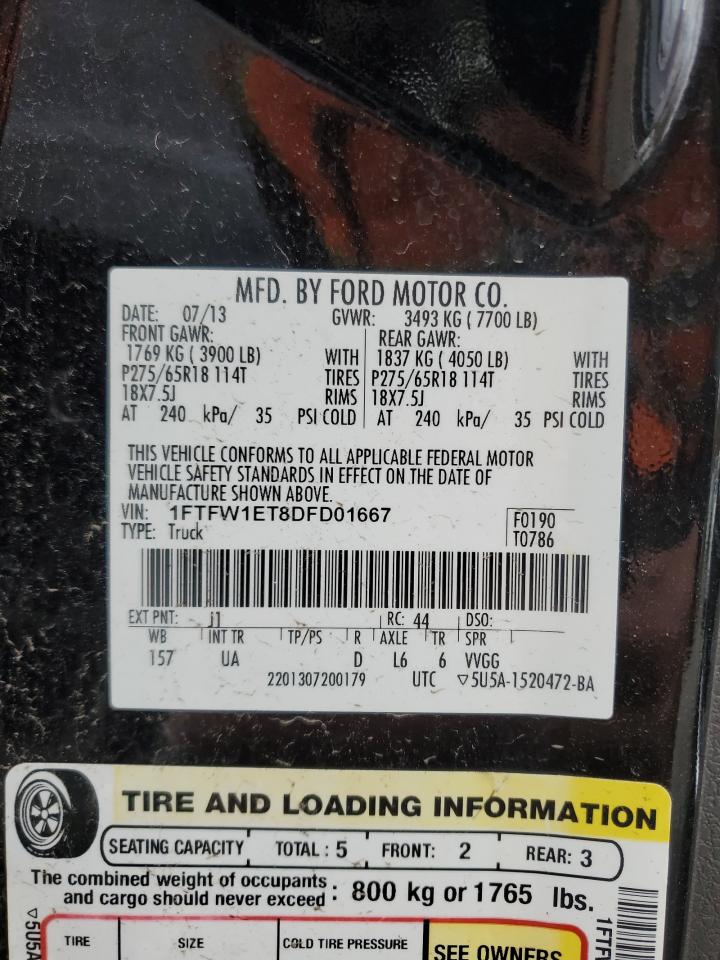 MFD. BY FORD MOTOR CO.
DATE: 07/13 GVWR: 3493 KG ( 7700 LB)
FRONT GAWR: REAR GAWR:
1769 KG ( 3900 LB) WITH 1837 KG ( 4050 LB) WITH
P275/65R18 114T TIRES P275/65R18 114T TIRES
18X7.5J RIMS 18X7.5J RIMS
AT 240 kPa/ 35 PSI COLD AT 240 kPa/ 35 PSI COLD
THIS VEHICLE CONFORMS TO ALL APPLICABLE FEDERAL MOTOR
VEHICLE SAFETY STANDARDS IN EFFECT ON THE DATE OF
MANUFACTURE SHOWN ABOVE.
VIN: 1FTFW1ET8DFD01667 F0190
TYPE: Truck T0786
EXT PNT: j1 RC: 44 DSO:
WB INT TR TP/PS R AXLE TR SPR
157 UA D L6 6 VVGG
2201307200179 UTC ▽5U5A-1520472-BA
TIRE AND LOADING INFORMATION
SEATING CAPACITY TOTAL : 5 FRONT: 2 REAR: 3
The combined weight of occupants
and cargo should never exceed : 800 kg or 1765 lbs.
TIRE SIZE COLD TIRE PRESSURE SEE OWNERS
▽5U5A
1FTF